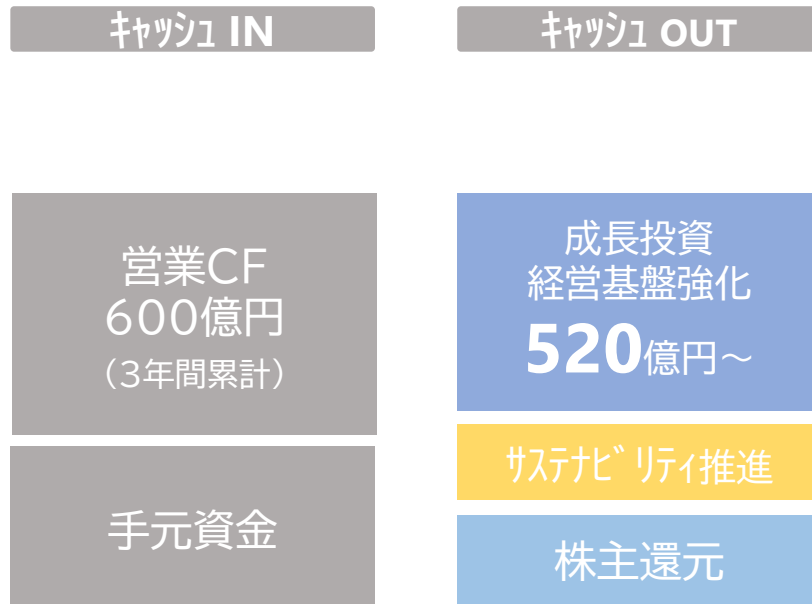 ｷｬｯｼｭ IN
営業CF
600億円
（3年間累計）
手元資金
ｷｬｯｼｭ OUT
成長投資
経営基盤強化
520億円～
ｻｽﾃﾅﾋﾞﾘﾃｨ推進
株主還元